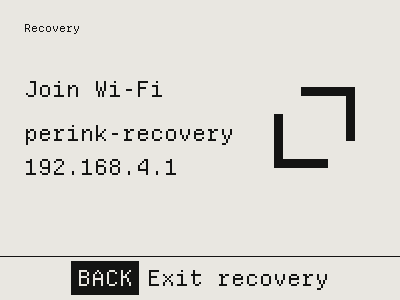 Recovery
Join Wi-Fi
perink-recovery
192.168.4.1
BACK Exit recovery